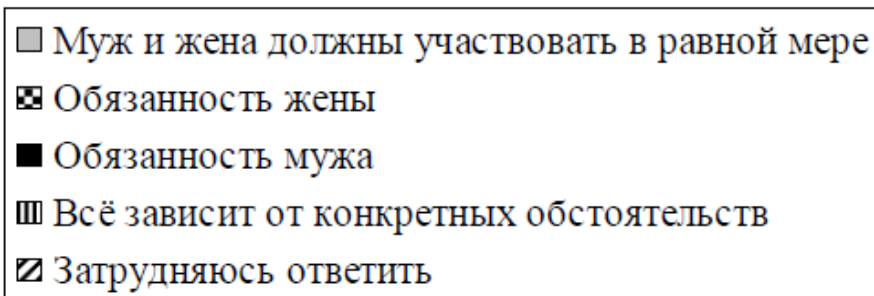 Муж и жена должны участвовать в равной мере
Обязанность жены
Обязанность мужа
Всё зависит от конкретных обстоятельств
Затрудняюсь ответить